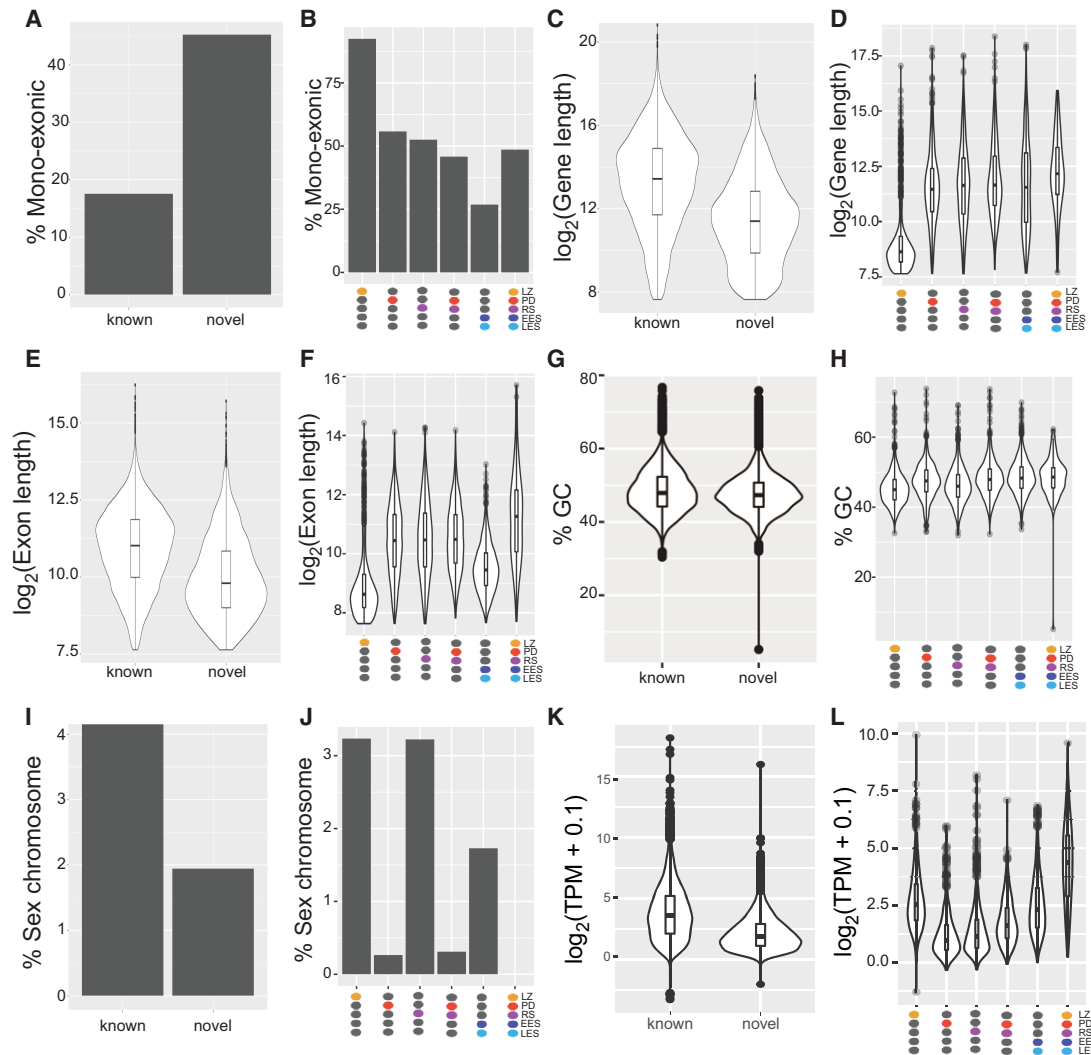 A
% Mono-exonic
40
30
20
10
0
known
novel
B
% Mono-exonic
75
50
25
0
LZ
PD
RS
EES
LES
C
log2(Gene length)
20
16
12
8
known
novel
D
log2(Gene length)
17.5
15.0
12.5
10.0
7.5
LZ
PD
RS
EES
LES
E
log2(Exon length)
15.0
12.5
10.0
7.5
known
novel
F
log2(Exon length)
16
14
12
10
8
LZ
PD
RS
EES
LES
G
% GC
80
60
40
20
known
novel
H
% GC
60
40
20
LZ
PD
RS
EES
LES
I
% Sex chromosome
4
3
2
1
0
known
novel
J
% Sex chromosome
3
2
1
0
LZ
PD
RS
EES
LES
K
log2(TPM + 0.1)
15
10
5
0
known
novel
L
log2(TPM + 0.1)
10.0
7.5
5.0
2.5
0.0
LZ
PD
RS
EES
LES